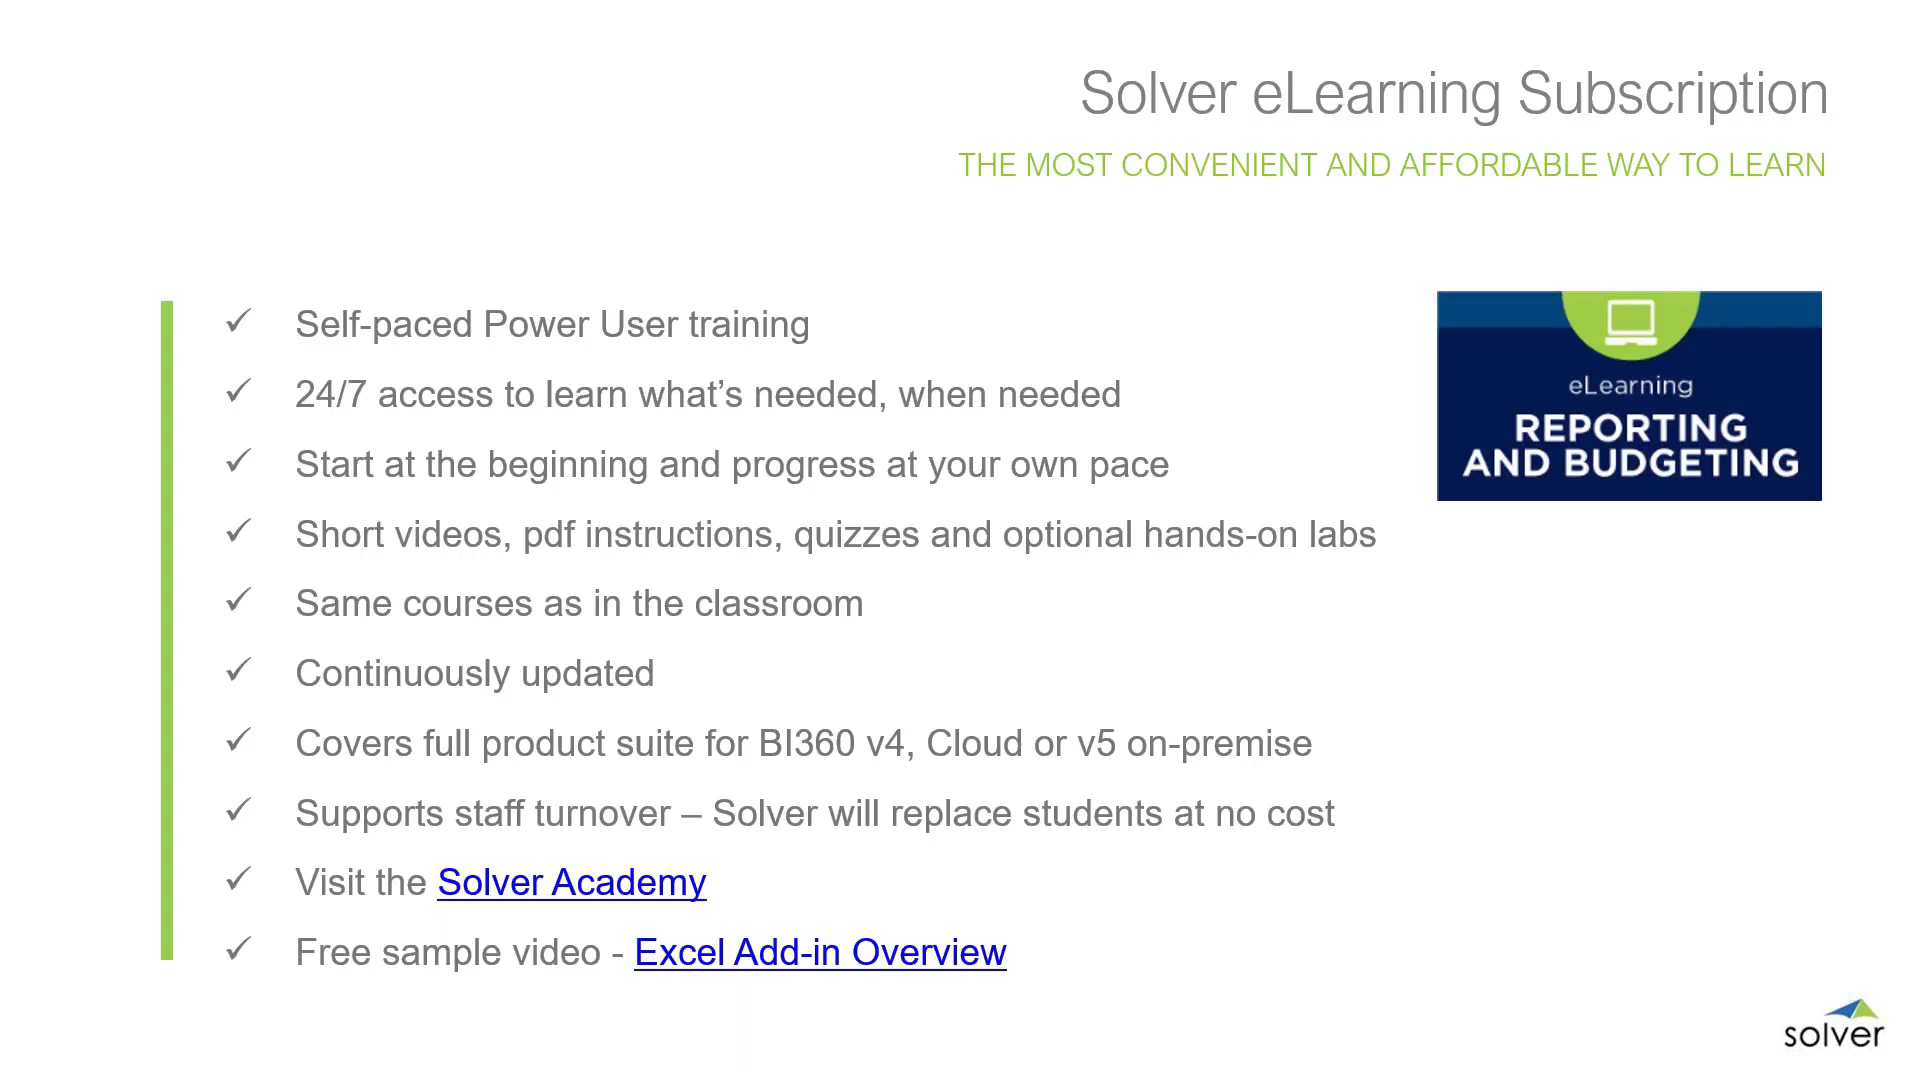 Solver eLearning Subscription
THE MOST CONVENIENT AND AFFORDABLE WAY TO LEARN
Self-paced Power User training
24/7 access to learn what’s needed, when needed
Start at the beginning and progress at your own pace
Short videos, pdf instructions, quizzes and optional hands-on labs
Same courses as in the classroom
Continuously updated
Covers full product suite for BI360 v4, Cloud or v5 on-premise
Supports staff turnover – Solver will replace students at no cost
Visit the Solver Academy
Free sample video - Excel Add-in Overview
eLearning
REPORTING
AND BUDGETING
solver